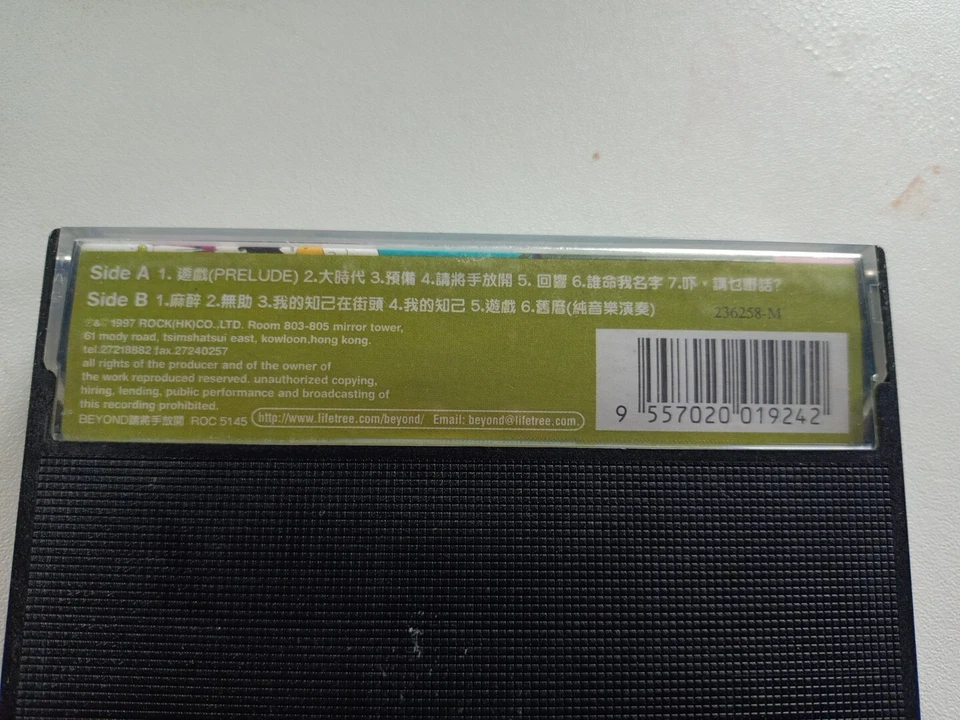 Side A 1. 遊戲(PRELUDE) 2.大時代 3.預備 4.請將手放開 5. 回響 6.誰命我名字 7.吓，講乜嘢話?
Side B 1.麻醉 2.無助 3.我的知己在街頭 4.我的知己 5.遊戲 6.舊曆(純音樂演奏)
236258-M
℗&© 1997 ROCK(HK)CO.,LTD. Room 803-805 mirror tower,
61 mody road, tsimshatsui east, kowloon,hong kong.
tel.27218882 fax.27240257
all rights of the producer and of the owner of
the work reproduced reserved. unauthorized copying,
hiring, lending, public performance and broadcasting of
this recording prohibited.
BEYOND請將手放開 ROC 5145 http://www.lifetree.com/beyond/ Email: beyond@lifetree.com.
9 557020 019242